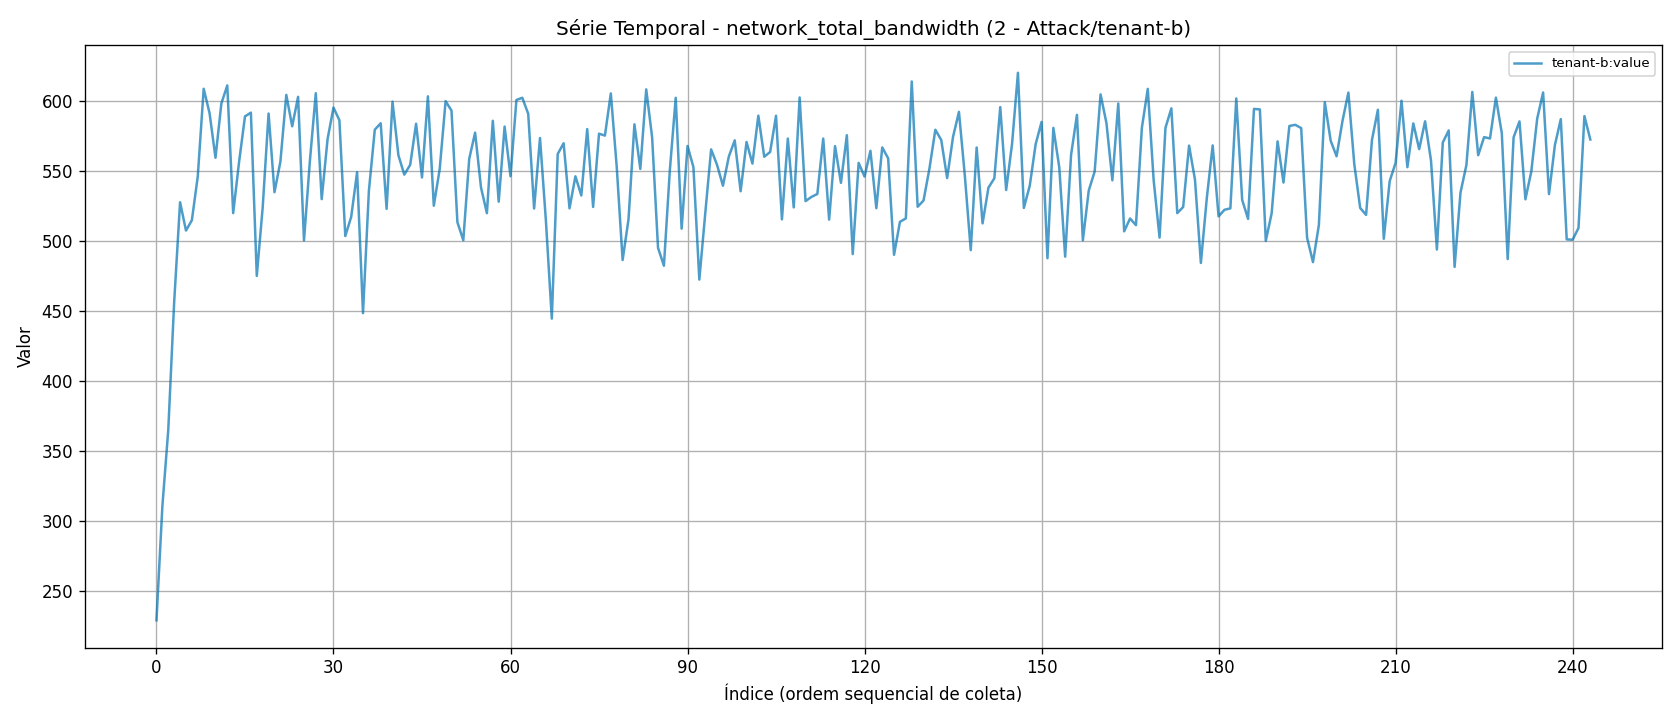 Série Temporal - network_total_bandwidth (2 - Attack/tenant-b)
tenant-b:value
600
550
500
450
400
350
300
250
Valor
0 30 60 90 120 150 180 210 240
Índice (ordem sequencial de coleta)